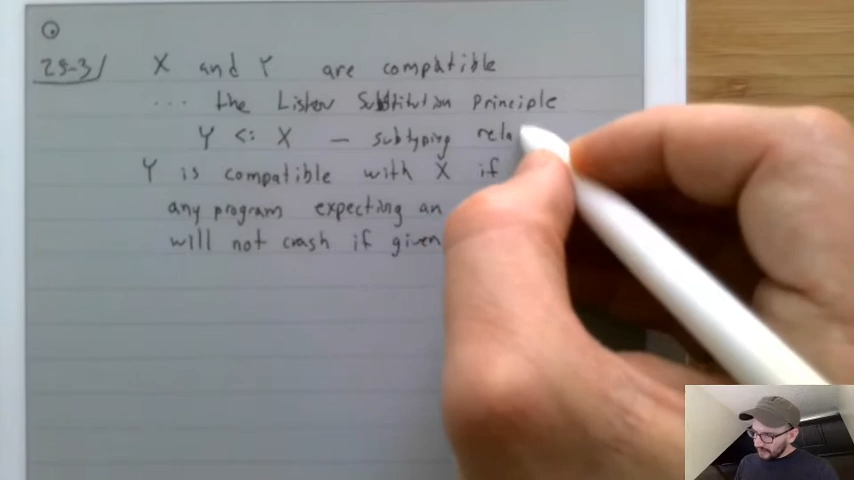 25-3/ X and Y are compatible
... the Liskov Substitution Principle
Y <: X — subtyping rela
Y is compatible with X if
any program expecting an
will not crash if given